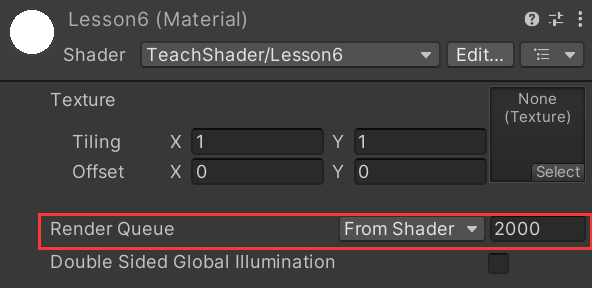 Lesson6 (Material)
Shader TeachShader/Lesson6 Edit...
Texture
None
(Texture)
Tiling X 1 Y 1
Offset X 0 Y 0
Select
Render Queue From Shader 2000
Double Sided Global Illumination